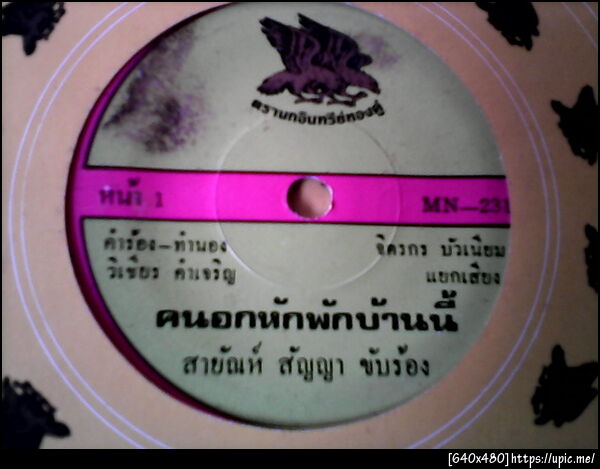 ตรานกอินทรีย์ทองคู่
หน้า 1 MN-231
คำร้อง-ทำนอง จิครกร บัวเนียม
วิเชียร คำเจริญ แยกเสียง
คนอกหักพักบ้านนี้
สายัณห์ สัญญา ขับร้อง
[640x480]https://upic.me/